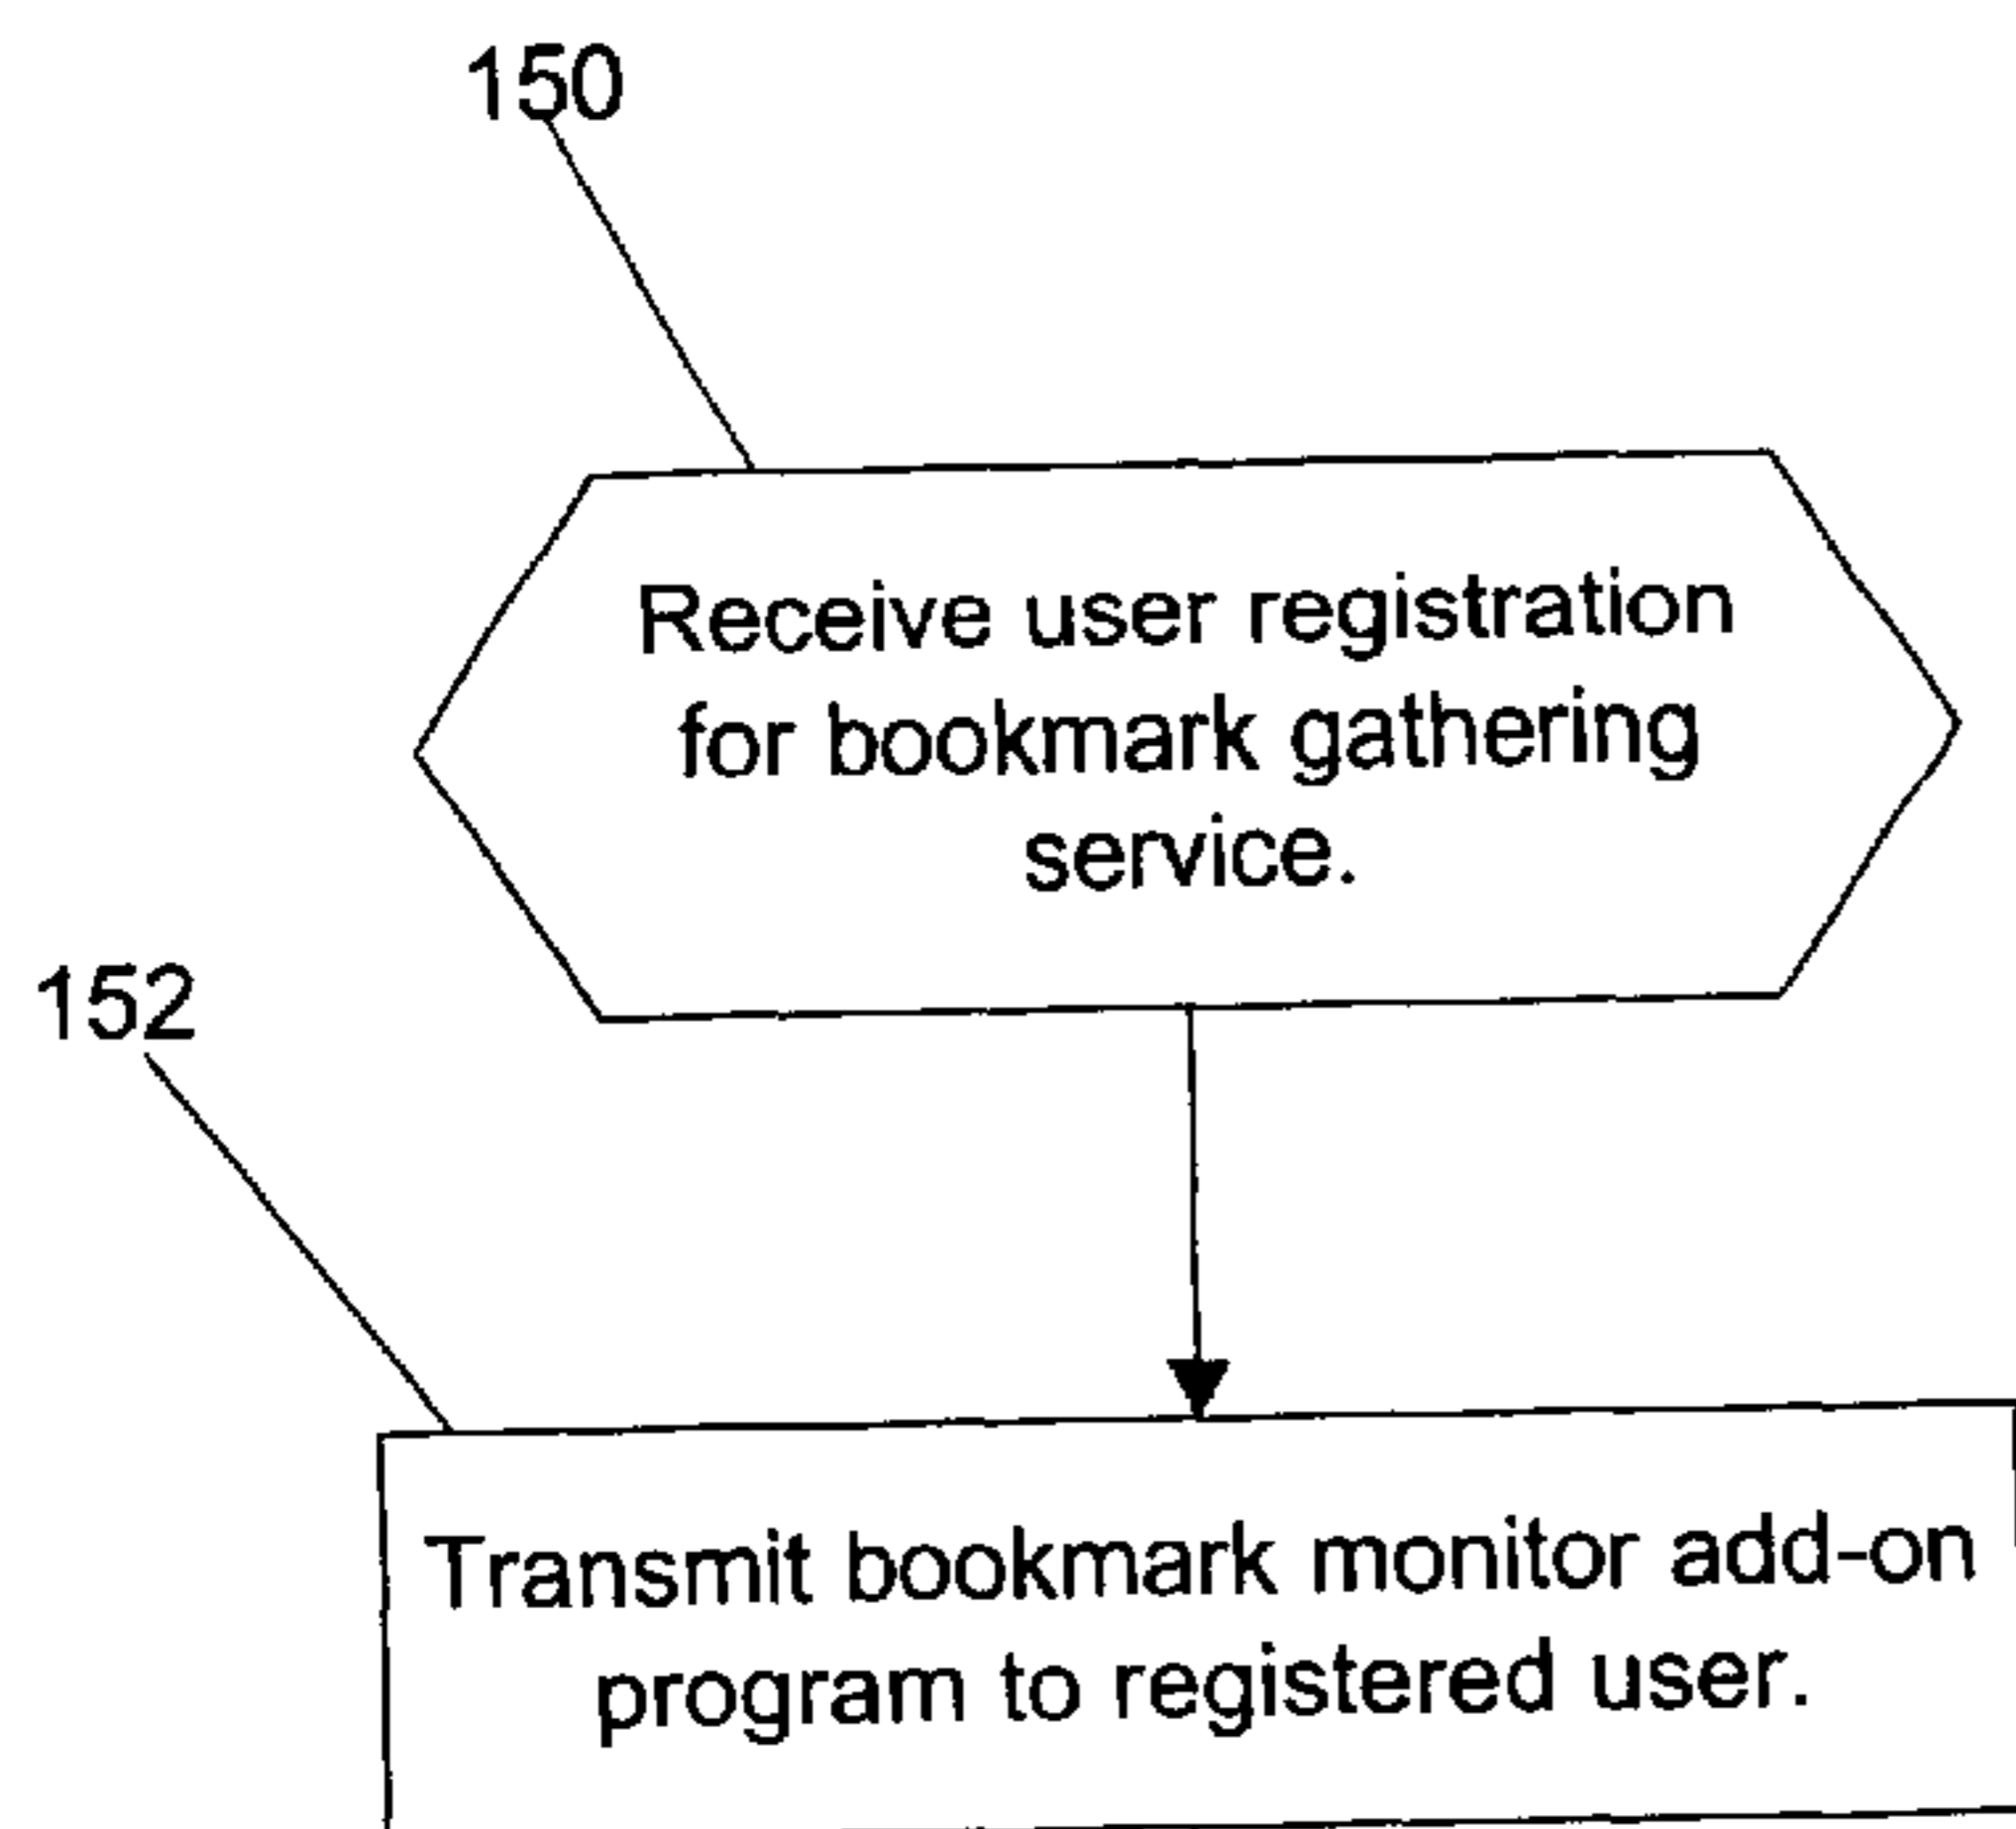 150
Receive user registration
for bookmark gathering
service.
152
Transmit bookmark monitor add-on
program to registered user.